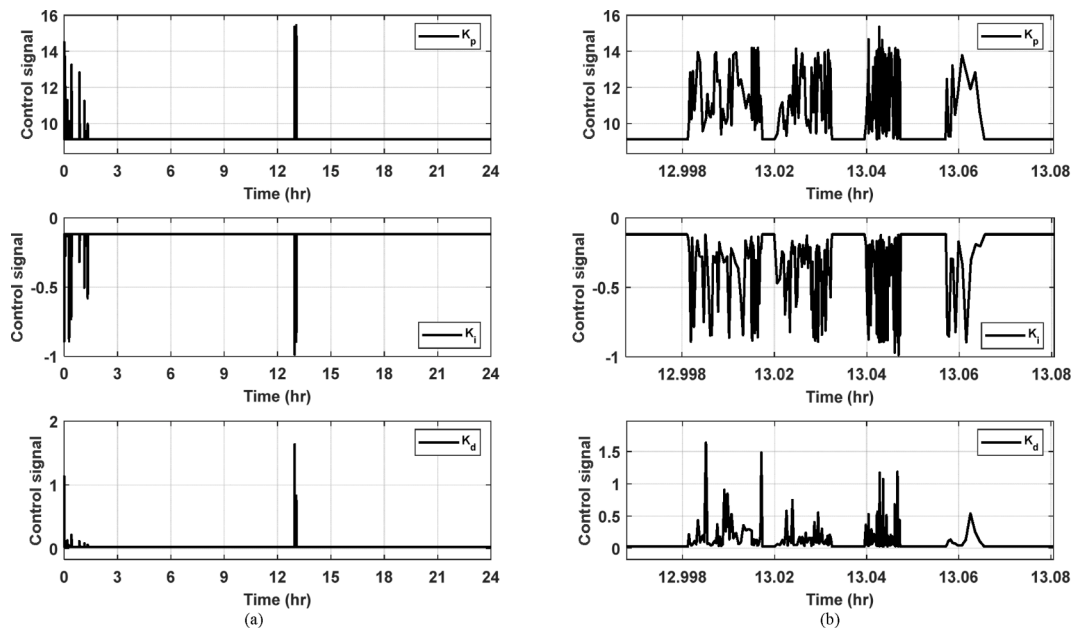 16
14
12
10
Control signal
K_p
0 3 6 9 12 15 18 21 24
Time (hr)
0
-0.5
-1
Control signal
K_i
0 3 6 9 12 15 18 21 24
Time (hr)
2
1
0
Control signal
K_d
0 3 6 9 12 15 18 21 24
Time (hr)
(a)
16
14
12
10
Control signal
K_p
12.998 13.02 13.04 13.06 13.08
Time (hr)
0
-0.5
-1
Control signal
K_i
12.998 13.02 13.04 13.06 13.08
Time (hr)
1.5
1
0.5
0
Control signal
K_d
12.998 13.02 13.04 13.06 13.08
Time (hr)
(b)